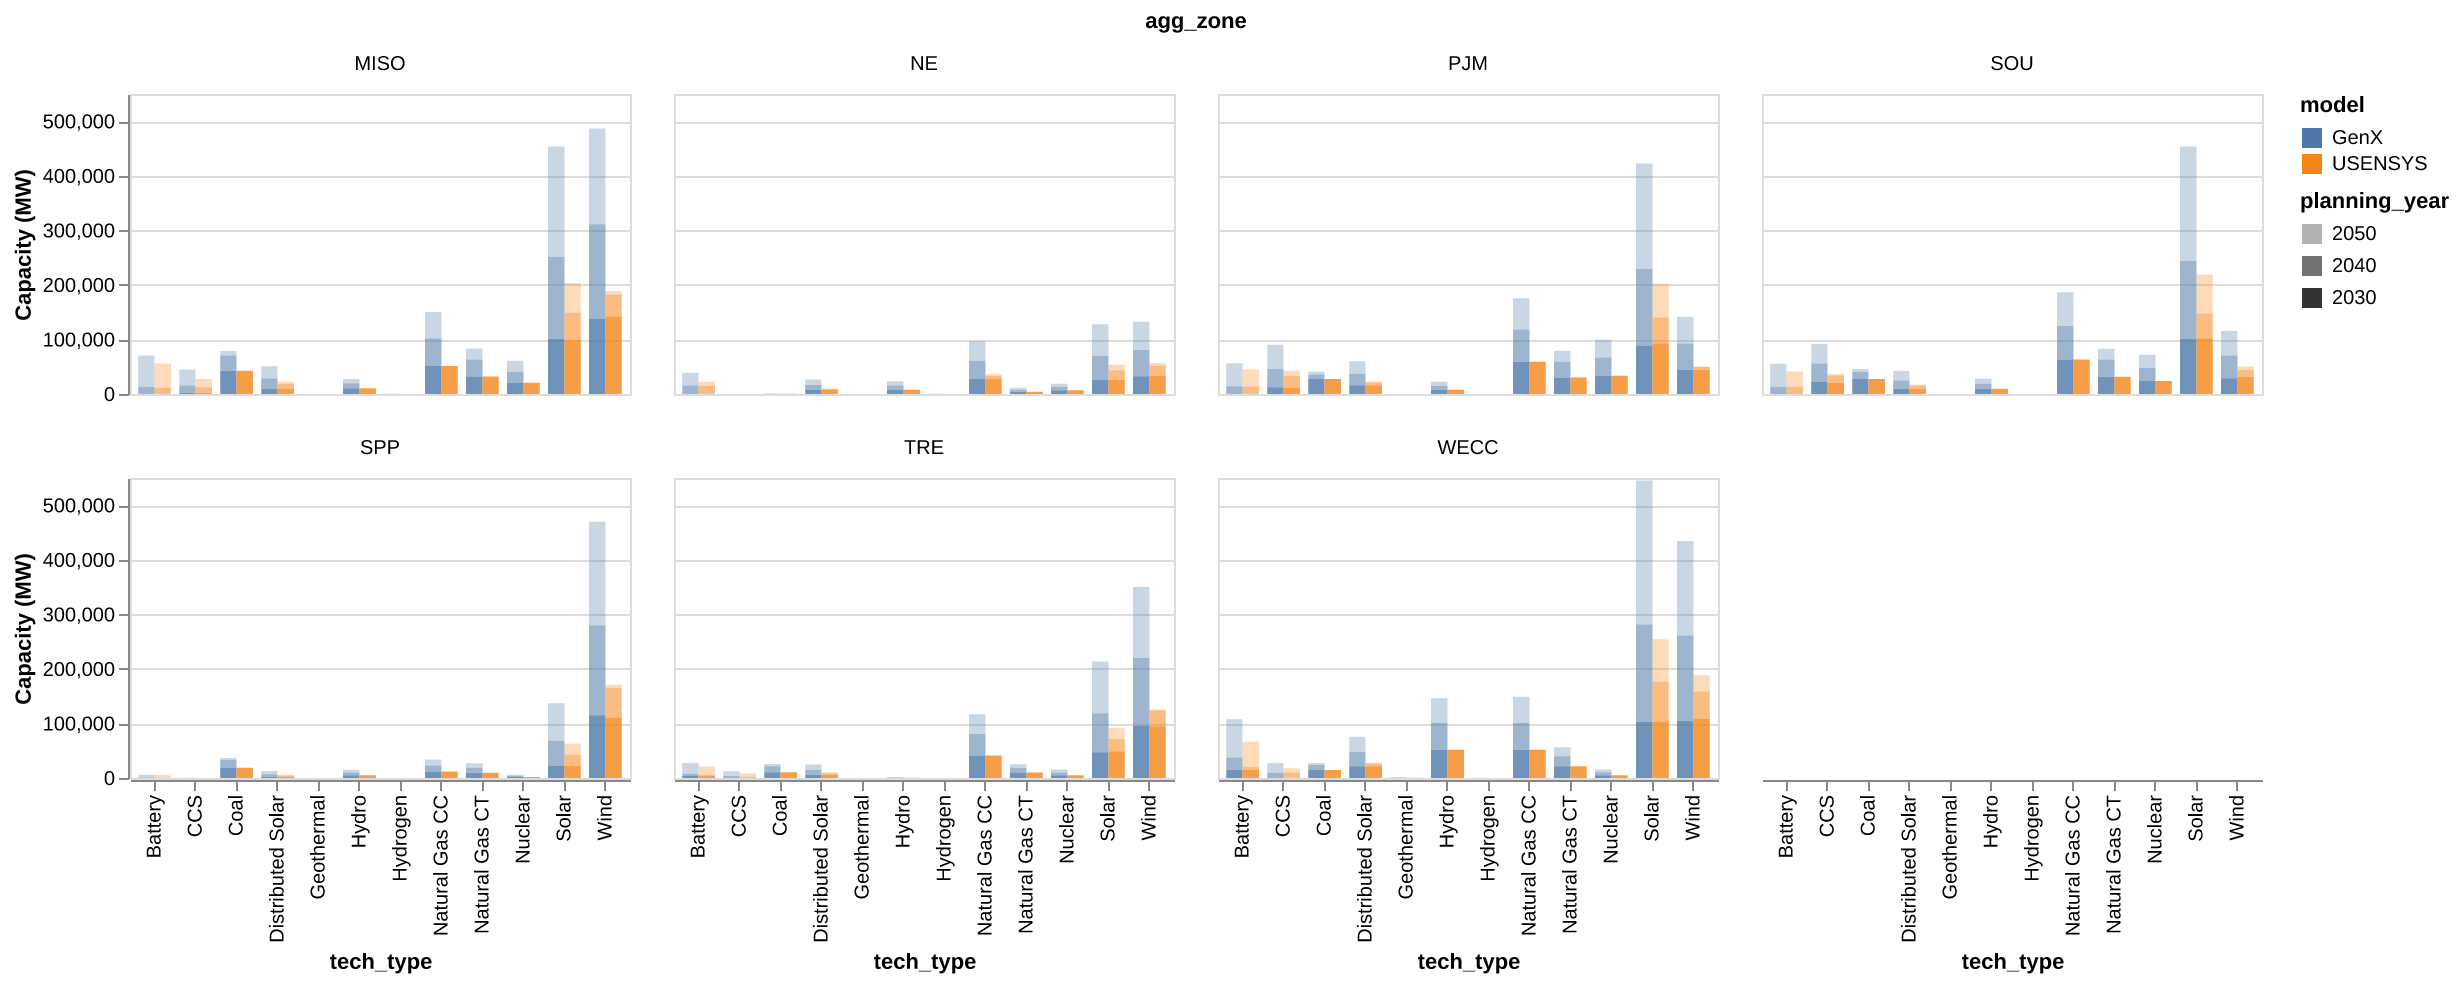 agg_zone
MISO
NE
PJM
SOU
Capacity (MW)
500,000
400,000
300,000
200,000
100,000
0
model
GenX
USENSYS
planning_year
2050
2040
2030
SPP
TRE
WECC
Capacity (MW)
500,000
400,000
300,000
200,000
100,000
0
Battery
CCS
Coal
Distributed Solar
Geothermal
Hydro
Hydrogen
Natural Gas CC
Natural Gas CT
Nuclear
Solar
Wind
Battery
CCS
Coal
Distributed Solar
Geothermal
Hydro
Hydrogen
Natural Gas CC
Natural Gas CT
Nuclear
Solar
Wind
Battery
CCS
Coal
Distributed Solar
Geothermal
Hydro
Hydrogen
Natural Gas CC
Natural Gas CT
Nuclear
Solar
Wind
Battery
CCS
Coal
Distributed Solar
Geothermal
Hydro
Hydrogen
Natural Gas CC
Natural Gas CT
Nuclear
Solar
Wind
tech_type
tech_type
tech_type
tech_type